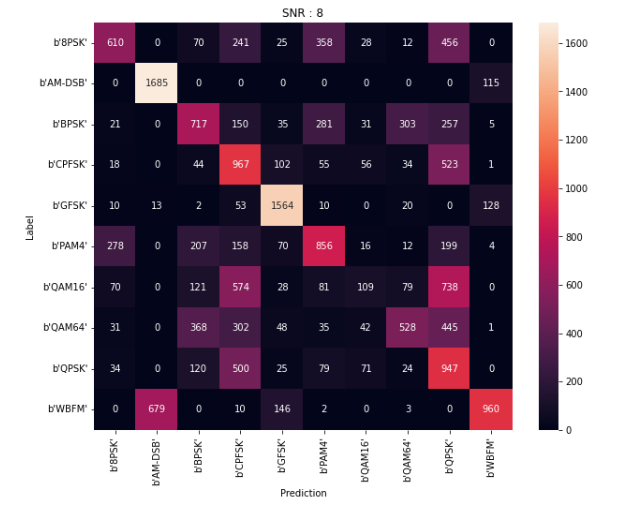 SNR : 8
b'8PSK' 610 0 70 241 25 358 28 12 456 0
b'AM-DSB' 0 1685 0 0 0 0 0 0 0 115
b'BPSK' 21 0 717 150 35 281 31 303 257 5
b'CPFSK' 18 0 44 967 102 55 56 34 523 1
b'GFSK' 10 13 2 53 1564 10 0 20 0 128
b'PAM4' 278 0 207 158 70 856 16 12 199 4
b'QAM16' 70 0 121 574 28 81 109 79 738 0
b'QAM64' 31 0 368 302 48 35 42 528 445 1
b'QPSK' 34 0 120 500 25 79 71 24 947 0
b'WBFM' 0 679 0 10 146 2 0 3 0 960
Label
b'8PSK' b'AM-DSB' b'BPSK' b'CPFSK' b'GFSK' b'PAM4' b'QAM16' b'QAM64' b'QPSK' b'WBFM'
Prediction
1600
1400
1200
1000
800
600
400
200
0